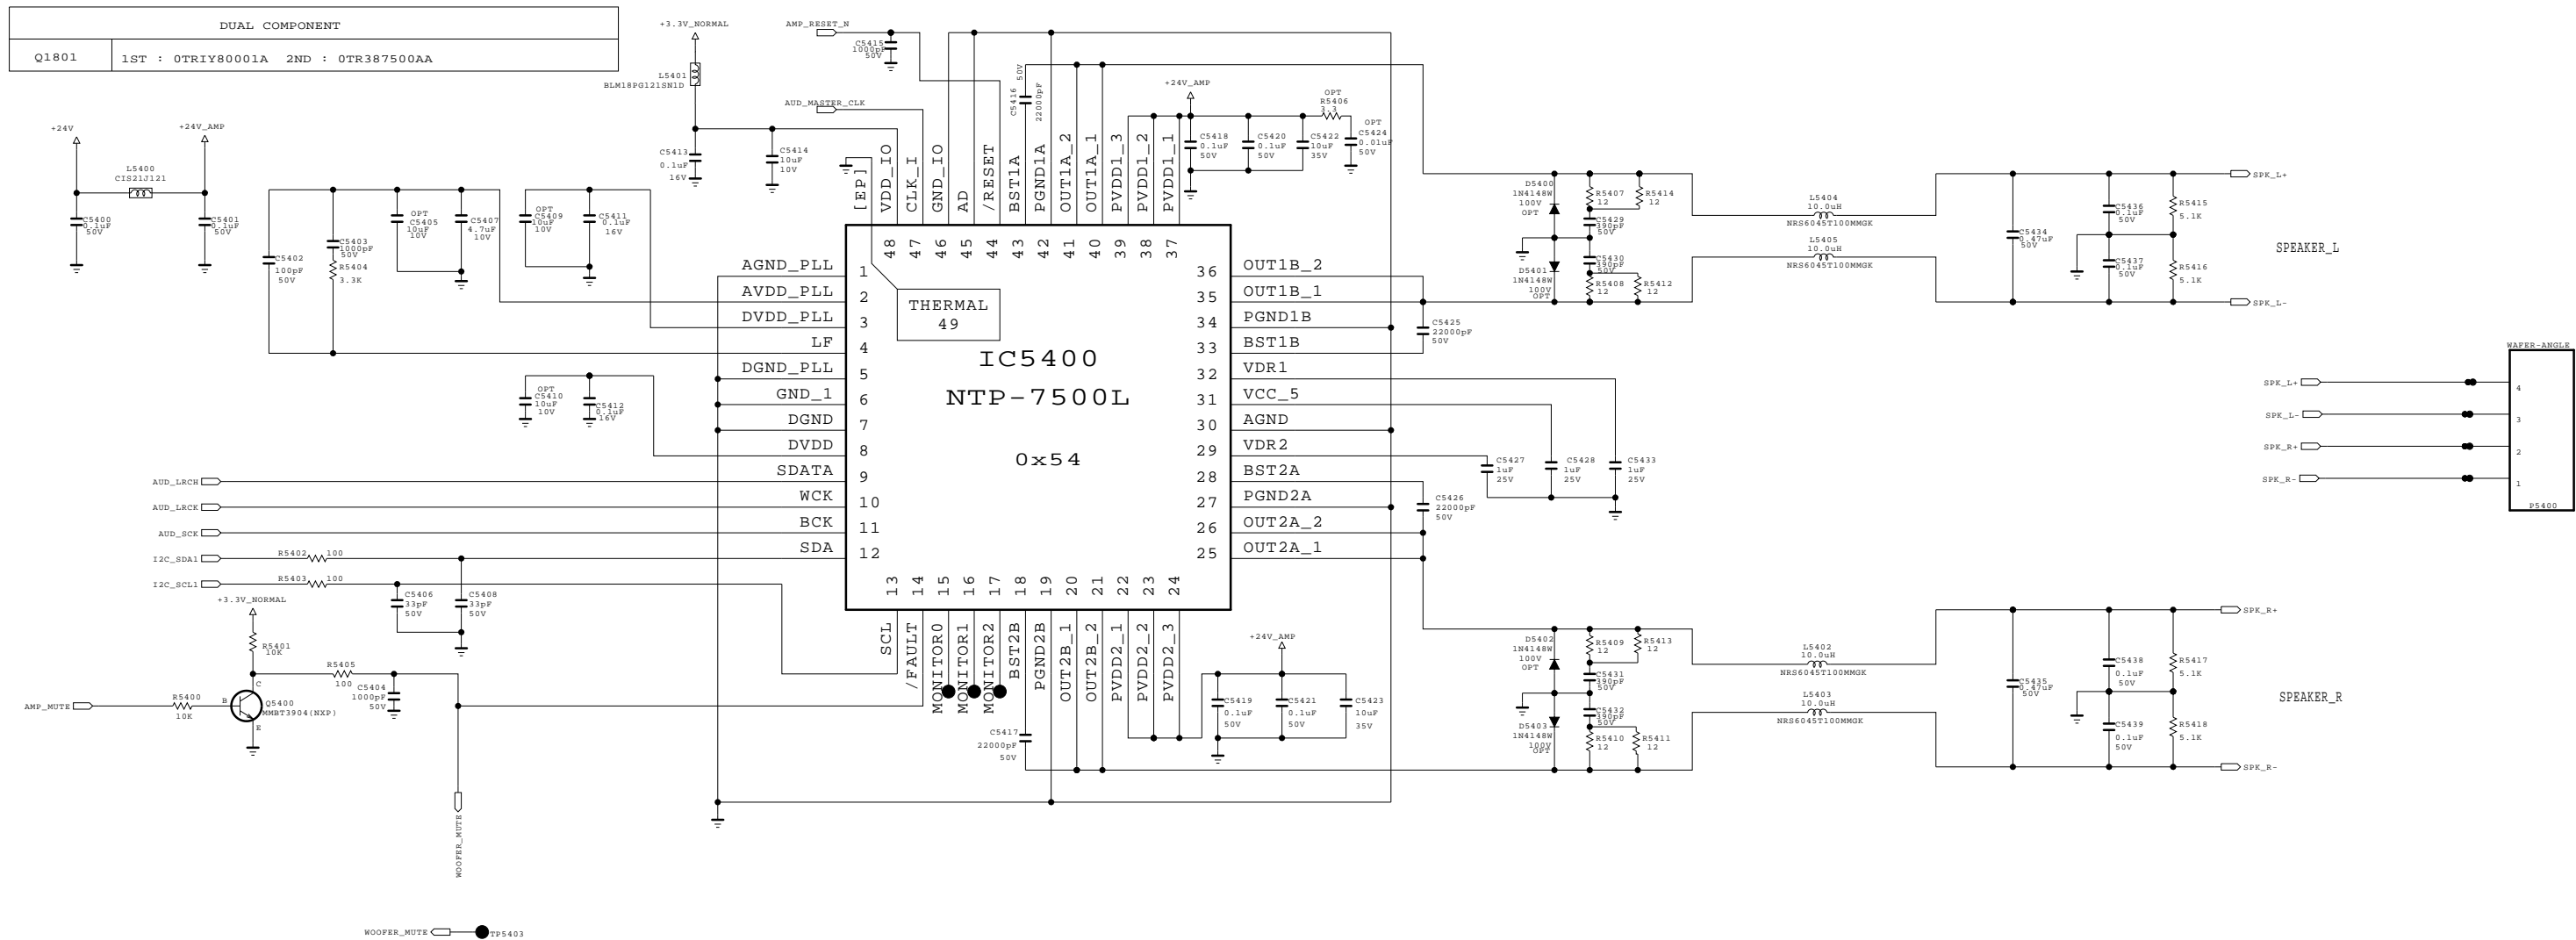 DUAL COMPONENT
Q1801
1ST : 0TRIY80001A 2ND : 0TR387500AA
+24V
+24V_AMP
L5400
CIS21J121
C5400
0.1uF
50V
C5401
0.1uF
50V
C5402
100pF
50V
C5403
1000pF
50V
R5404
3.3K
OPT
C5405
10uF
10V
C5407
4.7uF
10V
OPT
C5409
10uF
10V
C5411
0.1uF
16V
+3.3V_NORMAL
L5401
BLM18PG121SN1D
C5413
0.1uF
16V
C5414
10uF
10V
AMP_RESET_N
C5415
1000pF
50V
AUD_MASTER_CLK
C5416
22000pF
50V
+24V_AMP
C5418
0.1uF
50V
C5420
0.1uF
50V
C5422
10uF
35V
OPT
R5406
3.3
OPT
C5424
0.01uF
50V
[EP]
VDD_IO
CLK_I
GND_IO
AD
/RESET
BST1A
PGND1A
OUT1A_2
OUT1A_1
PVDD1_3
PVDD1_2
PVDD1_1
48
47
46
45
44
43
42
41
40
39
38
37
AGND_PLL 1
AVDD_PLL 2
DVDD_PLL 3
LF 4
DGND_PLL 5
GND_1 6
DGND 7
DVDD 8
SDATA 9
WCK 10
BCK 11
SDA 12
THERMAL
49
IC5400
NTP-7500L
0x54
36 OUT1B_2
35 OUT1B_1
34 PGND1B
33 BST1B
32 VDR1
31 VCC_5
30 AGND
29 VDR2
28 BST2A
27 PGND2A
26 OUT2A_2
25 OUT2A_1
13
14
15
16
17
18
19
20
21
22
23
24
SCL
/FAULT
MONITOR0
MONITOR1
MONITOR2
BST2B
PGND2B
OUT2B_1
OUT2B_2
PVDD2_1
PVDD2_2
PVDD2_3
OPT
C5410
10uF
10V
C5412
0.1uF
16V
AUD_LRCH
AUD_LRCK
AUD_SCK
I2C_SDA1
R5402 100
I2C_SCL1
R5403 100
C5406
33pF
50V
C5408
33pF
50V
+3.3V_NORMAL
R5401
10K
R5405
100
C5404
1000pF
50V
AMP_MUTE
R5400
10K
B
C
E
Q5400
MMBT3904(NXP)
WOOFER_MUTE
WOOFER_MUTE
TP5403
C5417
22000pF
50V
+24V_AMP
C5419
0.1uF
50V
C5421
0.1uF
50V
C5423
10uF
35V
C5425
22000pF
50V
C5426
22000pF
50V
C5427
1uF
25V
C5428
1uF
25V
C5433
1uF
25V
D5400
1N4148W
100V
OPT
R5407
12
R5414
12
C5429
390pF
50V
C5430
390pF
50V
D5401
1N4148W
100V
OPT
R5408
12
R5412
12
L5404
10.0uH
NRS6045T100MMGK
L5405
10.0uH
NRS6045T100MMGK
C5434
0.47uF
50V
C5436
0.1uF
50V
C5437
0.1uF
50V
R5415
5.1K
R5416
5.1K
SPK_L+
SPK_L-
SPEAKER_L
WAFER-ANGLE
SPK_L+
4
SPK_L-
3
SPK_R+
2
SPK_R-
1
P5400
D5402
1N4148W
100V
OPT
R5409
12
R5413
12
C5431
390pF
50V
C5432
390pF
50V
D5403
1N4148W
100V
OPT
R5410
12
R5411
12
L5402
10.0uH
NRS6045T100MMGK
L5403
10.0uH
NRS6045T100MMGK
C5435
0.47uF
50V
C5438
0.1uF
50V
C5439
0.1uF
50V
R5417
5.1K
R5418
5.1K
SPK_R+
SPK_R-
SPEAKER_R